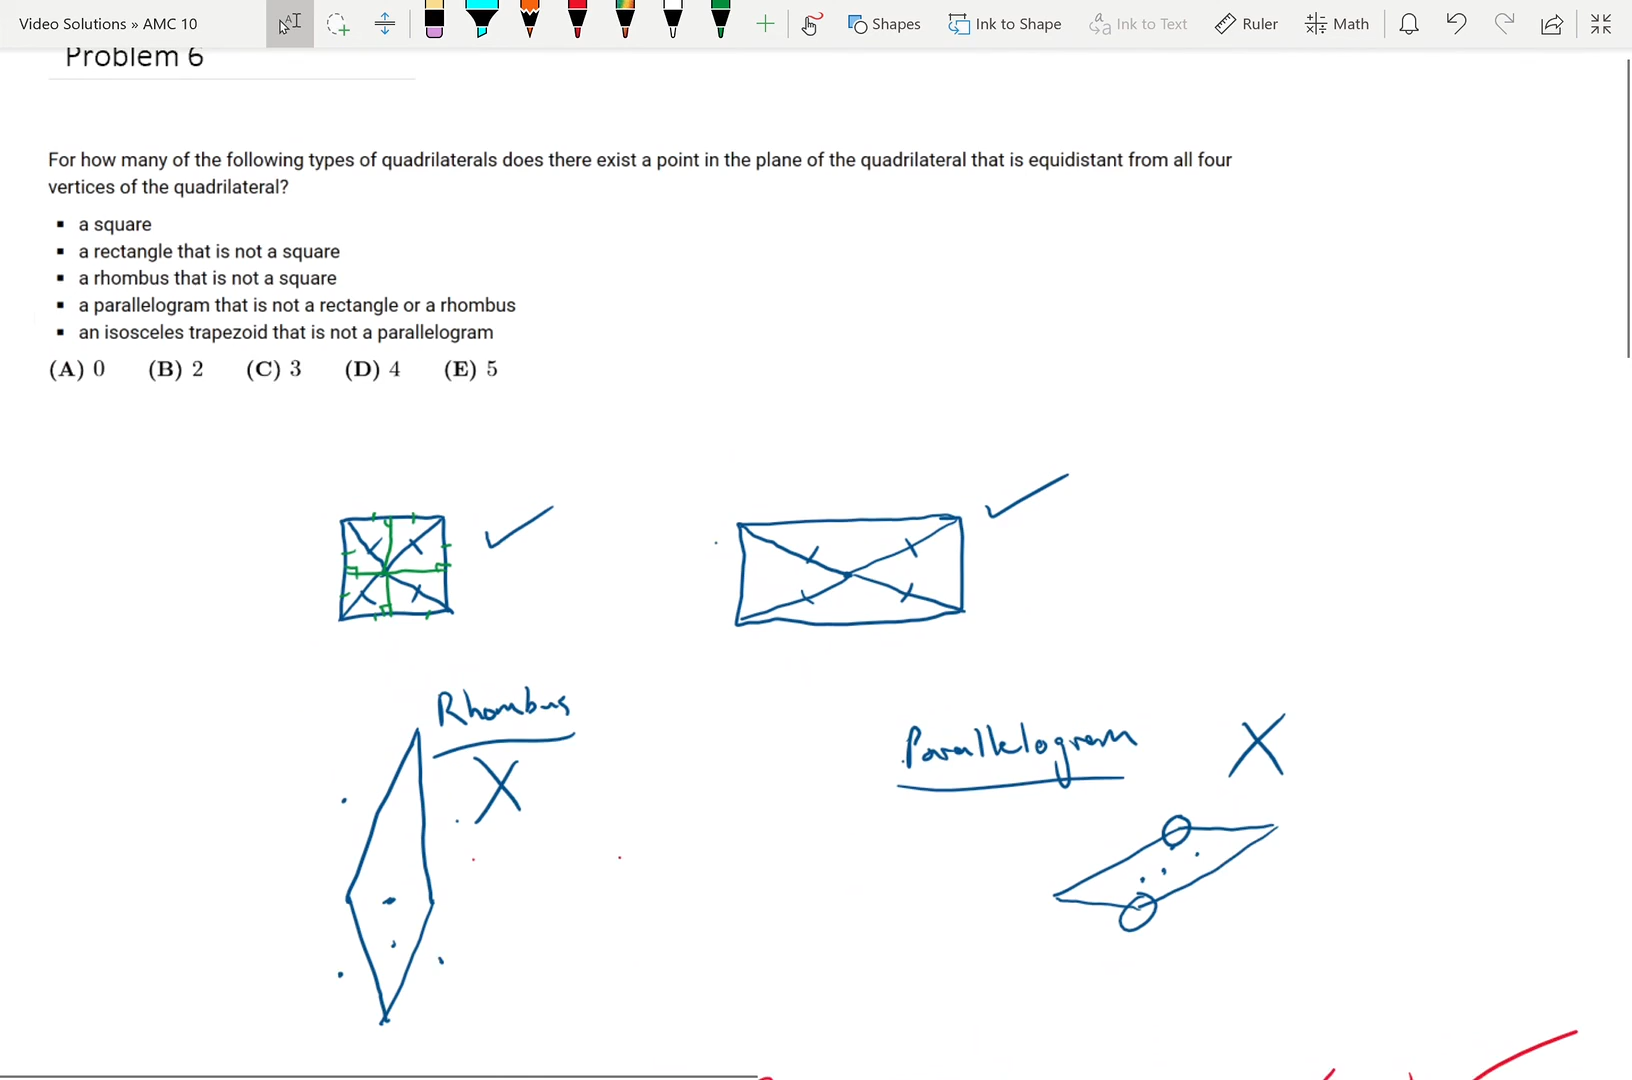 Video Solutions » AMC 10
Shapes
Ink to Shape
Ink to Text
Ruler
Math
Problem 6
For how many of the following types of quadrilaterals does there exist a point in the plane of the quadrilateral that is equidistant from all four
vertices of the quadrilateral?
▪ a square
▪ a rectangle that is not a square
▪ a rhombus that is not a square
▪ a parallelogram that is not a rectangle or a rhombus
▪ an isosceles trapezoid that is not a parallelogram
(A) 0 (B) 2 (C) 3 (D) 4 (E) 5
Rhombus
X
Parallelogram
X